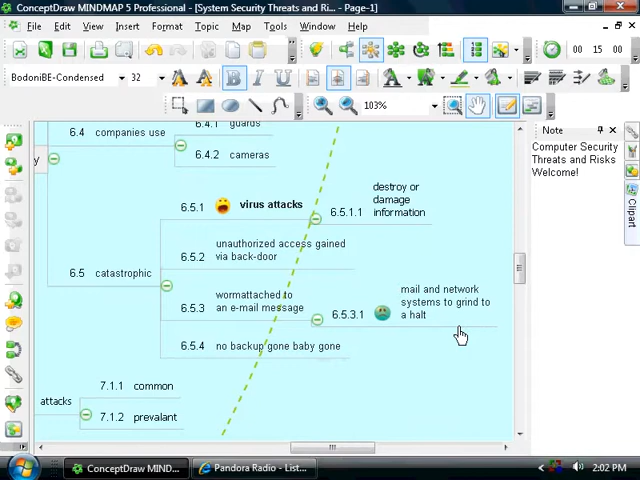 ConceptDraw MINDMAP 5 Professional - [System Security Threats and Ri... - Page-1]
File Edit View Insert Format Topic Map Tools Window Help
00 15 00
BodoniBE-Condensed 32
103%
6.4 companies use
6.4.1 guards
6.4.2 cameras
y
6.5 catastrophic
6.5.1 virus attacks
6.5.1.1 destroy or
damage
information
6.5.2 unauthorized access gained
via back-door
6.5.3 wormattached to
an e-mail message
6.5.3.1 mail and network
systems to grind to
a halt
6.5.4 no backup gone baby gone
attacks
7.1.1 common
7.1.2 prevalant
Note
Computer Security
Threats and Risks
Welcome!
Clipart
ConceptDraw MIND...
Pandora Radio - List...
2:02 PM